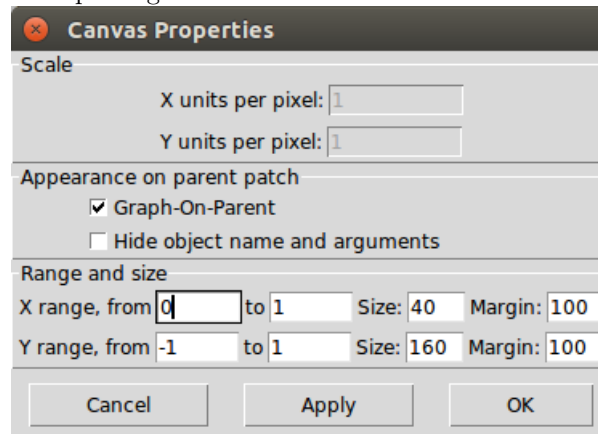 Canvas Properties
Scale
X units per pixel: 1
Y units per pixel: 1
Appearance on parent patch
Graph-On-Parent
Hide object name and arguments
Range and size
X range, from 0 to 1 Size: 40 Margin: 100
Y range, from -1 to 1 Size: 160 Margin: 100
Cancel Apply OK